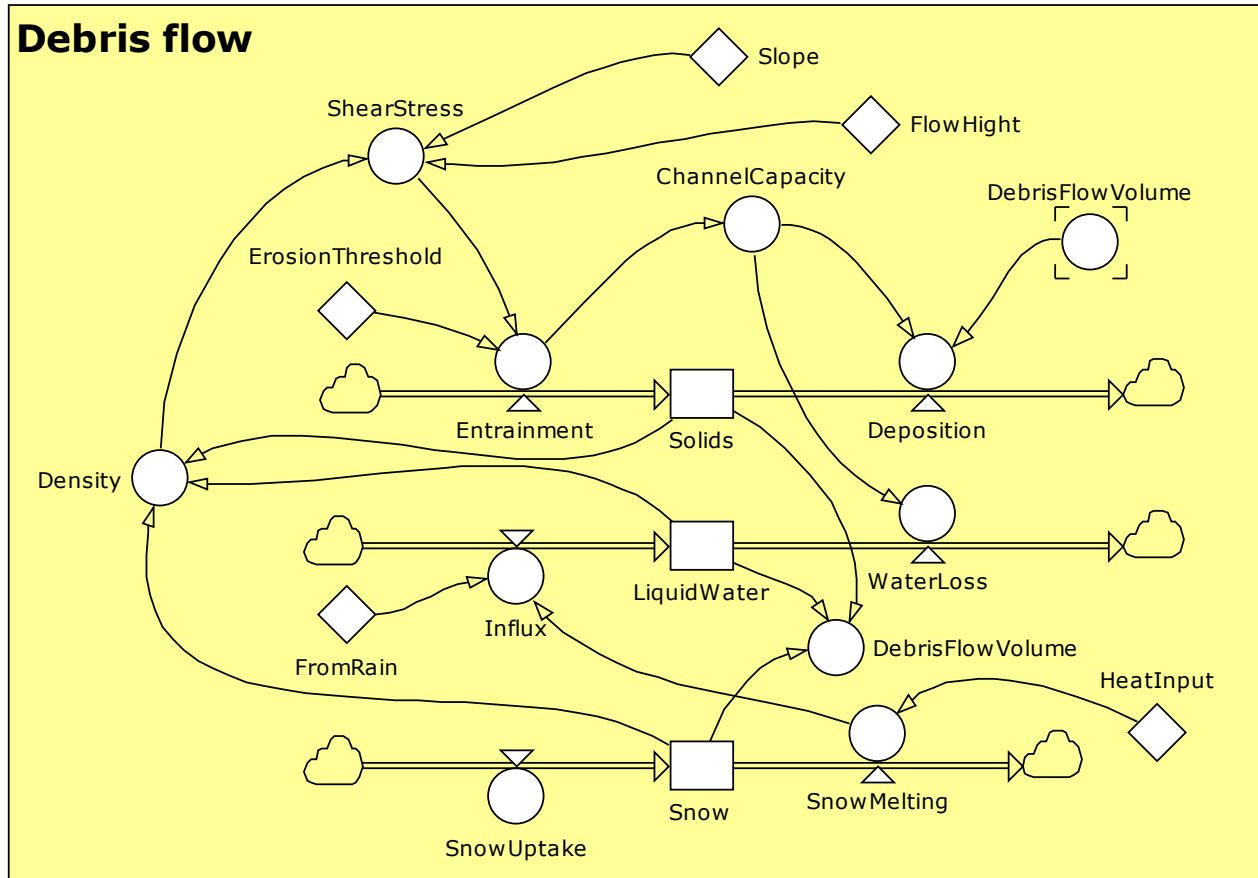 Debris flow
Slope
ShearStress
FlowHight
ChannelCapacity
DebrisFlowVolume
ErosionThreshold
Entrainment
Solids
Deposition
Density
LiquidWater
WaterLoss
Influx
FromRain
DebrisFlowVolume
HeatInput
Snow
SnowMelting
SnowUptake